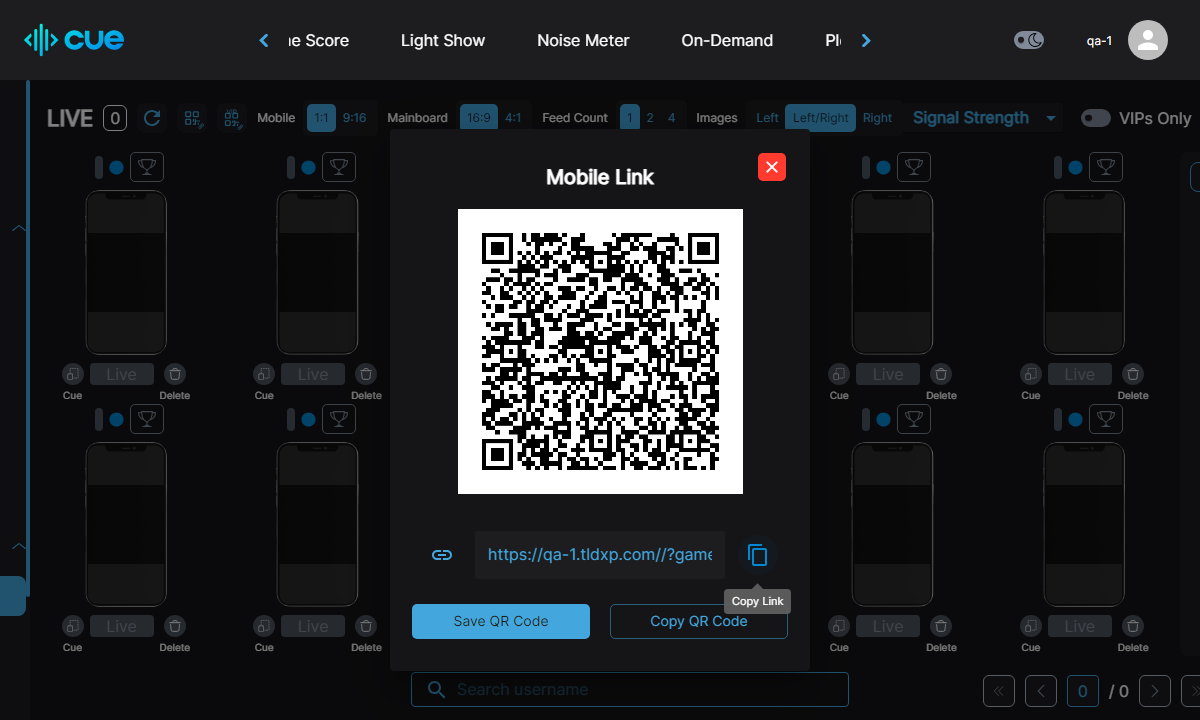 cue
e Score
Light Show
Noise Meter
On-Demand
qa-1
LIVE 0
Mobile 1:1 9:16
Mainboard 16:9 4:1
Feed Count 1 2 4
Images Left Left/Right Right
Signal Strength
VIPs Only
Mobile Link
https://qa-1.tldxp.com//?game
Copy Link
Save QR Code
Copy QR Code
Live Live Live Live
Cue Delete Cue Delete Cue Delete Cue Delete
Live Live Live Live
Cue Delete Cue Delete Cue Delete Cue Delete
Search username
0 / 0